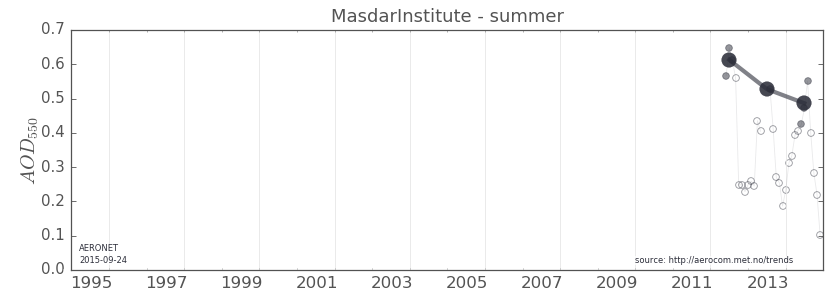 MasdarInstitute - summer
0.7
0.6
0.5
0.4
0.3
0.2
0.1
0.0
AOD550
AERONET
2015-09-24
source: http://aerocom.met.no/trends
1995 1997 1999 2001 2003 2005 2007 2009 2011 2013